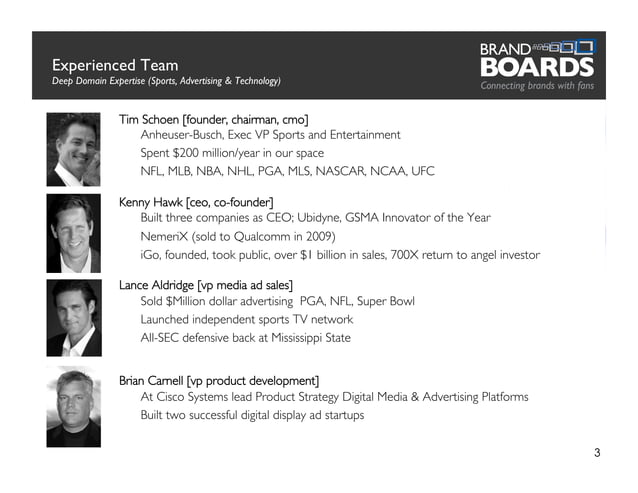 Experienced Team
Deep Domain Expertise (Sports, Advertising & Technology)
BRAND
BOARDS
Connecting brands with fans
Tim Schoen [founder, chairman, cmo]
Anheuser-Busch, Exec VP Sports and Entertainment
Spent $200 million/year in our space
NFL, MLB, NBA, NHL, PGA, MLS, NASCAR, NCAA, UFC
Kenny Hawk [ceo, co-founder]
Built three companies as CEO; Ubidyne, GSMA Innovator of the Year
NemeriX (sold to Qualcomm in 2009)
iGo, founded, took public, over $1 billion in sales, 700X return to angel investor
Lance Aldridge [vp media ad sales]
Sold $Million dollar advertising PGA, NFL, Super Bowl
Launched independent sports TV network
All-SEC defensive back at Mississippi State
Brian Carnell [vp product development]
At Cisco Systems lead Product Strategy Digital Media & Advertising Platforms
Built two successful digital display ad startups
3